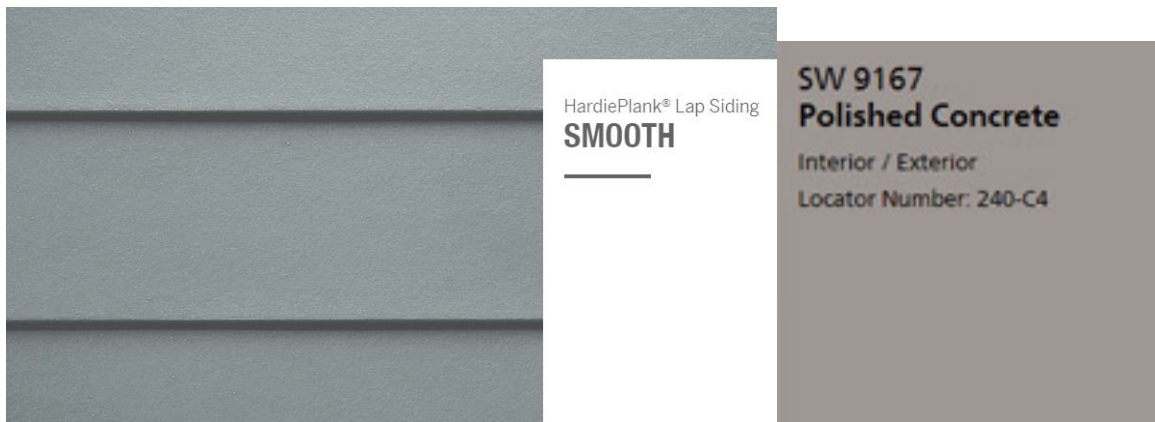 HardiePlank® Lap Siding
SMOOTH
SW 9167
Polished Concrete
Interior / Exterior
Locator Number: 240-C4